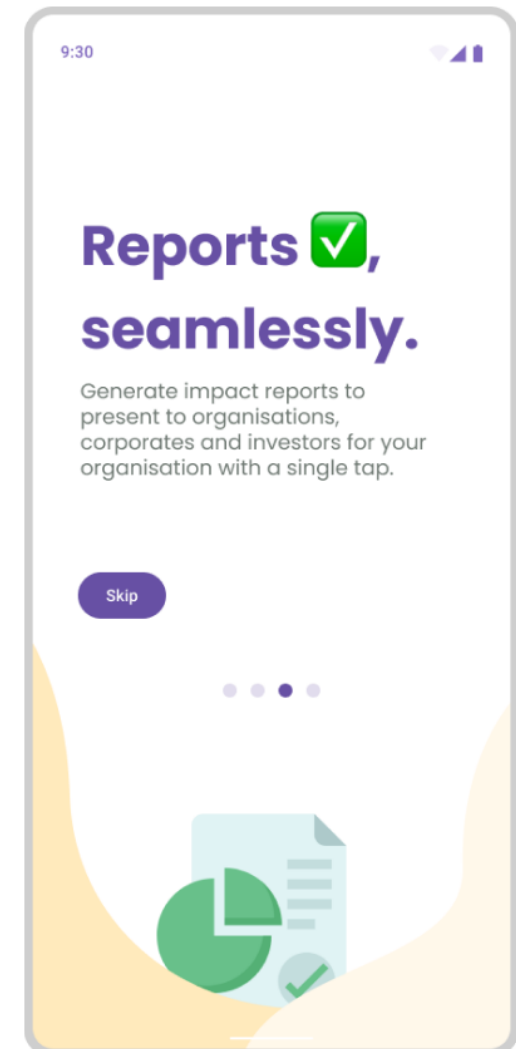 9:30
Reports ✅,
seamlessly.
Generate impact reports to
present to organisations,
corporates and investors for your
organisation with a single tap.
Skip